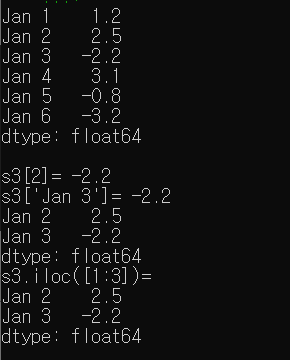 Jan 1    1.2
Jan 2    2.5
Jan 3   -2.2
Jan 4    3.1
Jan 5   -0.8
Jan 6   -3.2
dtype: float64

s3[2]= -2.2
s3['Jan 3']= -2.2
Jan 2    2.5
Jan 3   -2.2
dtype: float64
s3.iloc([1:3])=
Jan 2    2.5
Jan 3   -2.2
dtype: float64